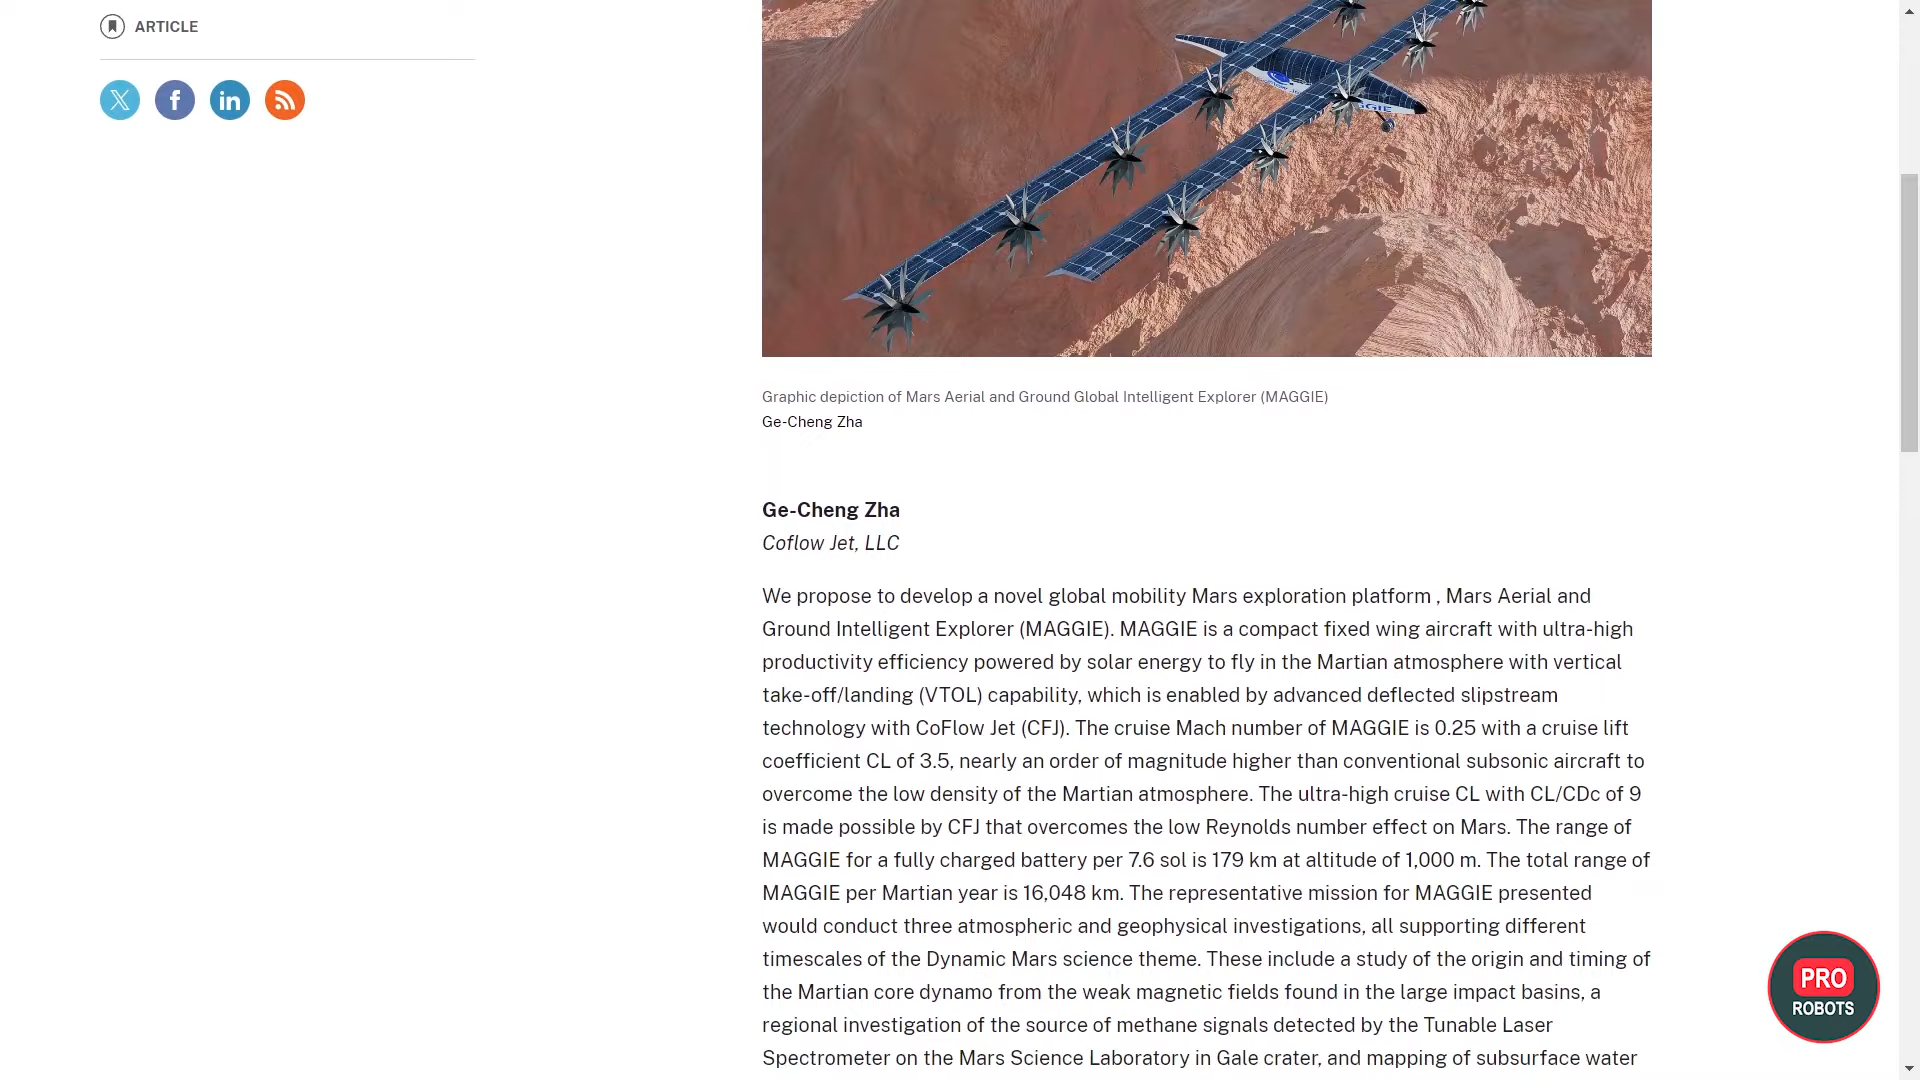 ARTICLE
Graphic depiction of Mars Aerial and Ground Global Intelligent Explorer (MAGGIE)
Ge-Cheng Zha
Ge-Cheng Zha
Coflow Jet, LLC
We propose to develop a novel global mobility Mars exploration platform , Mars Aerial and
Ground Intelligent Explorer (MAGGIE). MAGGIE is a compact fixed wing aircraft with ultra-high
productivity efficiency powered by solar energy to fly in the Martian atmosphere with vertical
take-off/landing (VTOL) capability, which is enabled by advanced deflected slipstream
technology with CoFlow Jet (CFJ). The cruise Mach number of MAGGIE is 0.25 with a cruise lift
coefficient CL of 3.5, nearly an order of magnitude higher than conventional subsonic aircraft to
overcome the low density of the Martian atmosphere. The ultra-high cruise CL with CL/CDc of 9
is made possible by CFJ that overcomes the low Reynolds number effect on Mars. The range of
MAGGIE for a fully charged battery per 7.6 sol is 179 km at altitude of 1,000 m. The total range of
MAGGIE per Martian year is 16,048 km. The representative mission for MAGGIE presented
would conduct three atmospheric and geophysical investigations, all supporting different
timescales of the Dynamic Mars science theme. These include a study of the origin and timing of
the Martian core dynamo from the weak magnetic fields found in the large impact basins, a
regional investigation of the source of methane signals detected by the Tunable Laser
Spectrometer on the Mars Science Laboratory in Gale crater, and mapping of subsurface water
PRO
ROBOTS